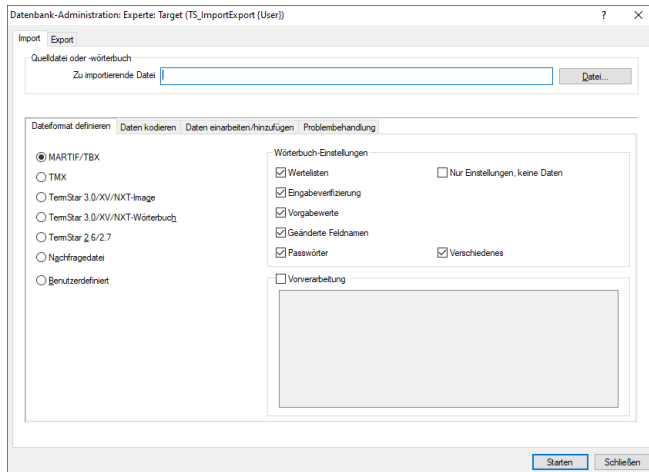 Datenbank-Administration: Experte: Target (TS_ImportExport {User})
Import Export
Quelldatei oder -wörterbuch
Zu importierende Datei
Datei...
Dateiformat definieren Daten kodieren Daten einarbeiten/hinzufügen Problembehandlung
MARTIF/TBX
TMX
TermStar 3.0/XV/NXT-Image
TermStar 3.0/XV/NXT-Wörterbuch
TermStar 2.6/2.7
Nachfragedatei
Benutzerdefiniert
Wörterbuch-Einstellungen
Wertelisten
Nur Einstellungen, keine Daten
Eingabeverifizierung
Vorgabewerte
Geänderte Feldnamen
Passwörter
Verschiedenes
Vorverarbeitung
Starten
Schließen